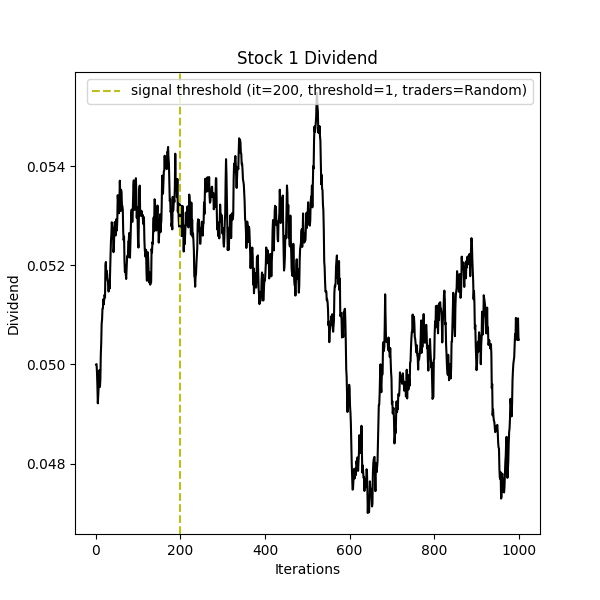 Stock 1 Dividend
signal threshold (it=200, threshold=1, traders=Random)
0.054
0.052
0.050
0.048
Dividend
0 200 400 600 800 1000
Iterations